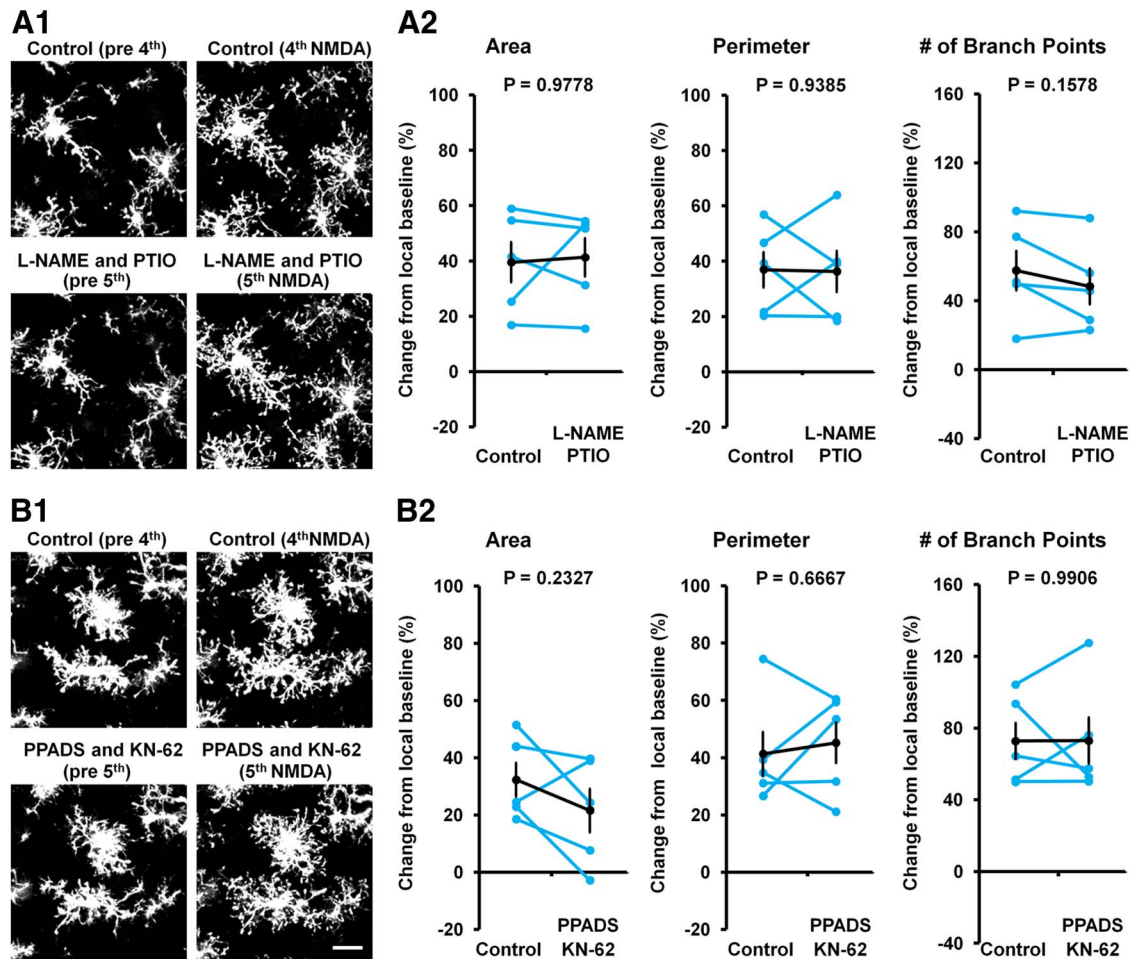 A1
Control (pre 4th)
Control (4th NMDA)
L-NAME and PTIO
(pre 5th)
L-NAME and PTIO
(5th NMDA)
A2
Area
P = 0.9778
Change from local baseline (%)
100
80
60
40
20
0
-20
Control
L-NAME
PTIO
Perimeter
P = 0.9385
Change from local baseline (%)
100
80
60
40
20
0
-20
Control
L-NAME
PTIO
# of Branch Points
P = 0.1578
Change from local baseline (%)
160
120
80
40
0
-40
Control
L-NAME
PTIO
B1
Control (pre 4th)
Control (4thNMDA)
PPADS and KN-62
(pre 5th)
PPADS and KN-62
(5th NMDA)
B2
Area
P = 0.2327
Change from local baseline (%)
100
80
60
40
20
0
-20
Control
PPADS
KN-62
Perimeter
P = 0.6667
Change from local baseline (%)
100
80
60
40
20
0
-20
Control
PPADS
KN-62
# of Branch Points
P = 0.9906
Change from local baseline (%)
160
120
80
40
0
-40
Control
PPADS
KN-62